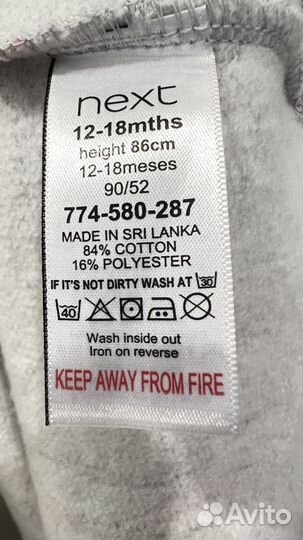 next
12-18mths
height 86cm
12-18meses
90/52
774-580-287
MADE IN SRI LANKA
84% COTTON
16% POLYESTER
IF IT'S NOT DIRTY WASH AT 30
40
Wash inside out
Iron on reverse
KEEP AWAY FROM FIRE
Avito